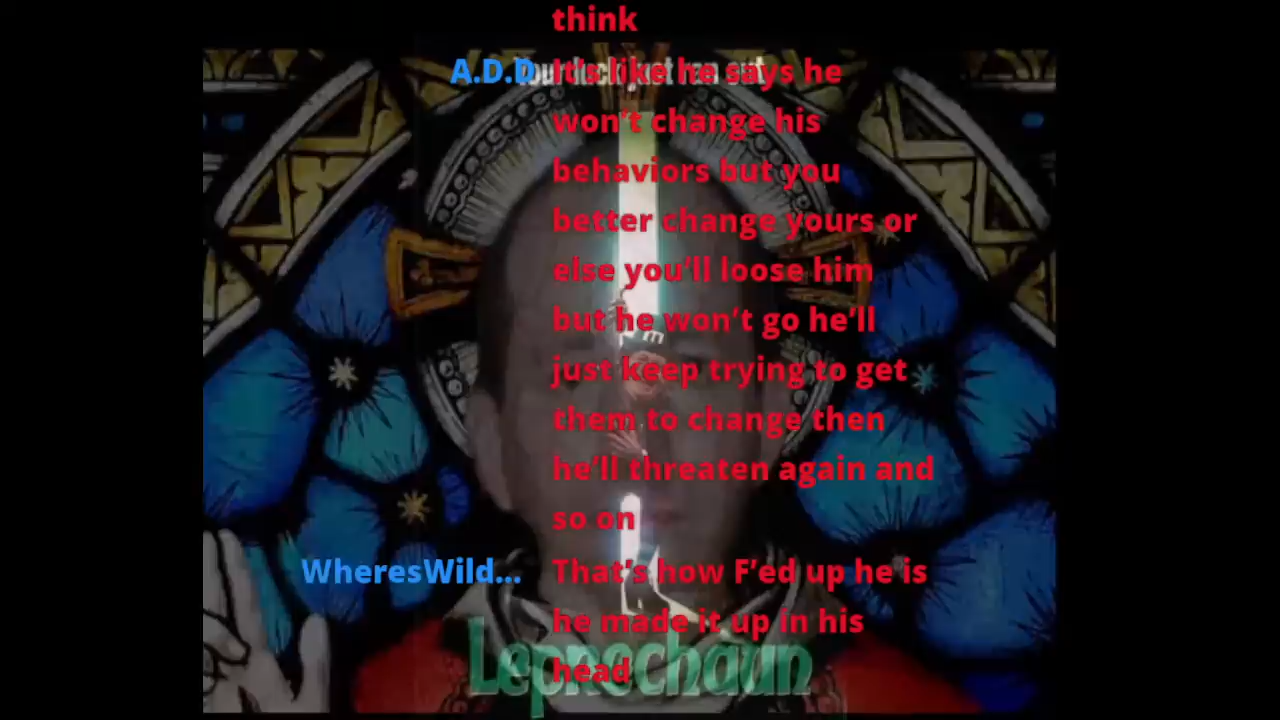 think
A.D.D It's like he says he
won't change his
behaviors but you
better change yours or
else you'll loose him
but he won't go he'll
just keep trying to get
them to change then
he'll threaten again and
so on
WheresWild... That's how F'ed up he is
he made it up in his
head
Leprechaun